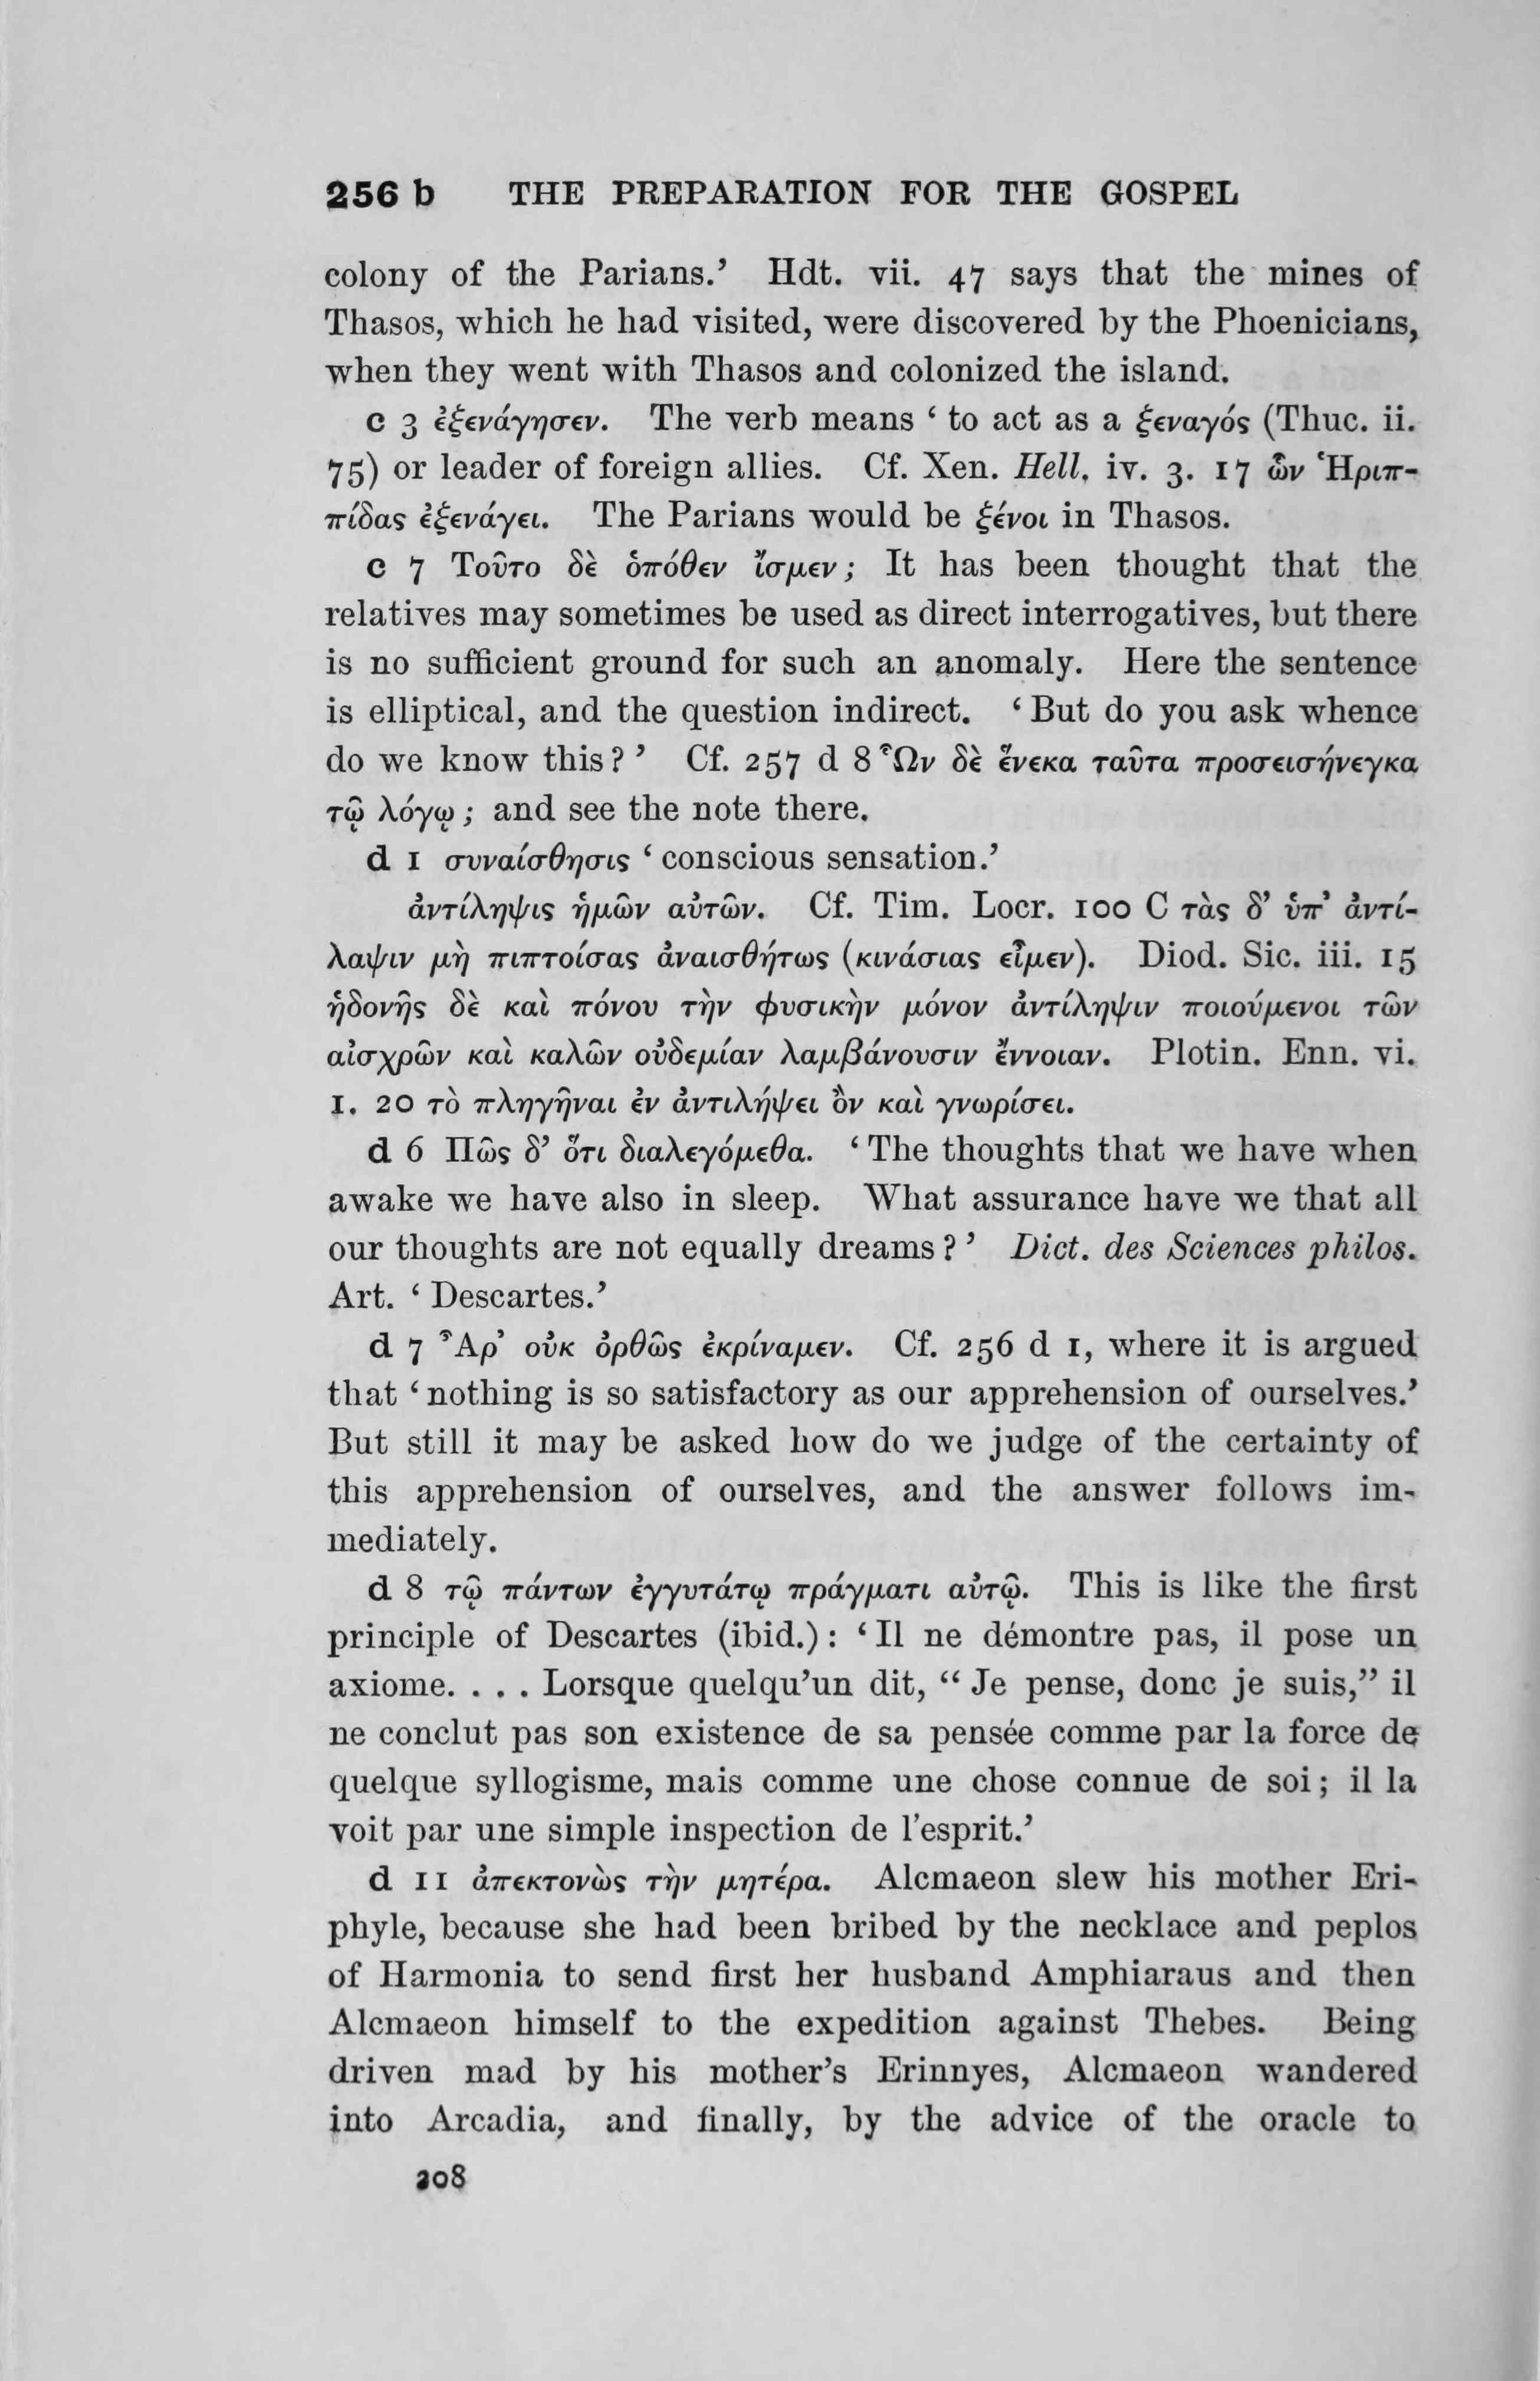 256 b THE PREPARATION FOR THE GOSPEL
colony of the Parians.’ Hdt. vii. 47 says that the mines of
Thasos, which he had visited, were discovered by the Phoenicians,
when they went with Thasos and colonized the island.
c 3 ἐξενάγησεν. The verb means ‘ to act as a ξεναγός (Thuc. ii.
75) or leader of foreign allies. Cf. Xen. Hell. iv. 3. 17 ὧν Ἡριπ-
πίδας ἐξενάγει. The Parians would be ξένοι in Thasos.
c 7 Τοῦτο δὲ ὁπόθεν ἴσμεν ; It has been thought that the
relatives may sometimes be used as direct interrogatives, but there
is no sufficient ground for such an anomaly. Here the sentence
is elliptical, and the question indirect. ‘ But do you ask whence
do we know this ? ’ Cf. 257 d 8 Ὧν δὲ ἕνεκα ταῦτα προσεισήνεγκα
τῷ λόγῳ ; and see the note there.
d 1 συναίσθησις ‘ conscious sensation.’
ἀντίληψις ἡμῶν αὐτῶν. Cf. Tim. Locr. 100 C τὰς δ’ ὑπ’ ἀντί-
λαψιν μὴ πιπτοίσας ἀναισθήτως (κινάσιας εἶμεν). Diod. Sic. iii. 15
ἡδονῆς δὲ καὶ πόνου τὴν φυσικὴν μόνον ἀντίληψιν ποιούμενοι τῶν
αἰσχρῶν καὶ καλῶν οὐδεμίαν λαμβάνουσιν ἔννοιαν. Plotin. Enn. vi.
1. 20 τὸ πληγῆναι ἐν ἀντιλήψει ὂν καὶ γνωρίσει.
d 6 Πῶς δ’ ὅτι διαλεγόμεθα. ‘ The thoughts that we have when
awake we have also in sleep. What assurance have we that all
our thoughts are not equally dreams ? ’ Dict. des Sciences philos.
Art. ‘ Descartes.’
d 7 Ἆρ’ οὐκ ὀρθῶς ἐκρίναμεν. Cf. 256 d 1, where it is argued
that ‘ nothing is so satisfactory as our apprehension of ourselves.’
But still it may be asked how do we judge of the certainty of
this apprehension of ourselves, and the answer follows im-
mediately.
d 8 τῷ πάντων ἐγγυτάτῳ πράγματι αὐτῷ. This is like the first
principle of Descartes (ibid.) : ‘ Il ne démontre pas, il pose un
axiome. . . . Lorsque quelqu’un dit, “ Je pense, donc je suis,” il
ne conclut pas son existence de sa pensée comme par la force de
quelque syllogisme, mais comme une chose connue de soi ; il la
voit par une simple inspection de l’esprit.’
d 11 ἀπεκτονὼς τὴν μητέρα. Alcmaeon slew his mother Eri-
phyle, because she had been bribed by the necklace and peplos
of Harmonia to send first her husband Amphiaraus and then
Alcmaeon himself to the expedition against Thebes. Being
driven mad by his mother’s Erinnyes, Alcmaeon wandered
into Arcadia, and finally, by the advice of the oracle to
208